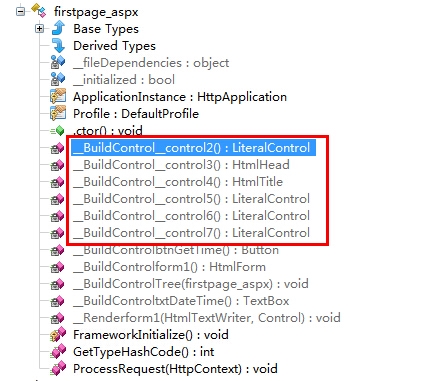 firstpage_aspx
Base Types
Derived Types
__fileDependencies : object
__initialized : bool
ApplicationInstance : HttpApplication
Profile : DefaultProfile
.ctor() : void
__BuildControl__control2() : LiteralControl
__BuildControl__control3() : HtmlHead
__BuildControl__control4() : HtmlTitle
__BuildControl__control5() : LiteralControl
__BuildControl__control6() : LiteralControl
__BuildControl__control7() : LiteralControl
__BuildControlbtnGetTime() : Button
__BuildControlform1() : HtmlForm
__BuildControlTree(firstpage_aspx) : void
__BuildControltxtDateTime() : TextBox
__Renderform1(HtmlTextWriter, Control) : void
FrameworkInitialize() : void
GetTypeHashCode() : int
ProcessRequest(HttpContext) : void